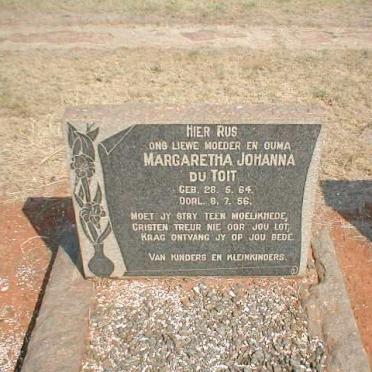 HIER RUS
ONS LIEWE MOEDER EN OUMA
MARGARETHA JOHANNA
DU TOIT
GEB. 28. 5. 64.
OORL. 6. 7. 56.
MOET JY STRY TEEN MOEILIKHEDE,
CRISTEN TREUR NIE OOR JOU LOT,
KRAG ONTVANG JY OP JOU BEDE.
VAN KINDERS EN KLEINKINDERS.